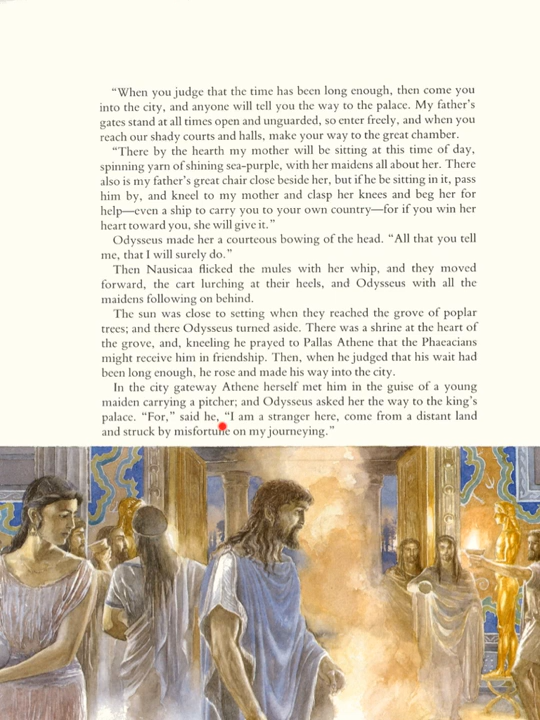 “When you judge that the time has been long enough, then come you
into the city, and anyone will tell you the way to the palace. My father's
gates stand at all times open and unguarded, so enter freely, and when you
reach our shady courts and halls, make your way to the great chamber.
“There by the hearth my mother will be sitting at this time of day,
spinning yarn of shining sea-purple, with her maidens all about her. There
also is my father's great chair close beside her, but if he be sitting in it, pass
him by, and kneel to my mother and clasp her knees and beg her for
help—even a ship to carry you to your own country—for if you win her
heart toward you, she will give it.”
Odysseus made her a courteous bowing of the head. “All that you tell
me, that I will surely do.”
Then Nausicaa flicked the mules with her whip, and they moved
forward, the cart lurching at their heels, and Odysseus with all the
maidens following on behind.
The sun was close to setting when they reached the grove of poplar
trees; and there Odysseus turned aside. There was a shrine at the heart of
the grove, and, kneeling he prayed to Pallas Athene that the Phaeacians
might receive him in friendship. Then, when he judged that his wait had
been long enough, he rose and made his way into the city.
In the city gateway Athene herself met him in the guise of a young
maiden carrying a pitcher; and Odysseus asked her the way to the king's
palace. “For,” said he, “I am a stranger here, come from a distant land
and struck by misfortune on my journeying.”